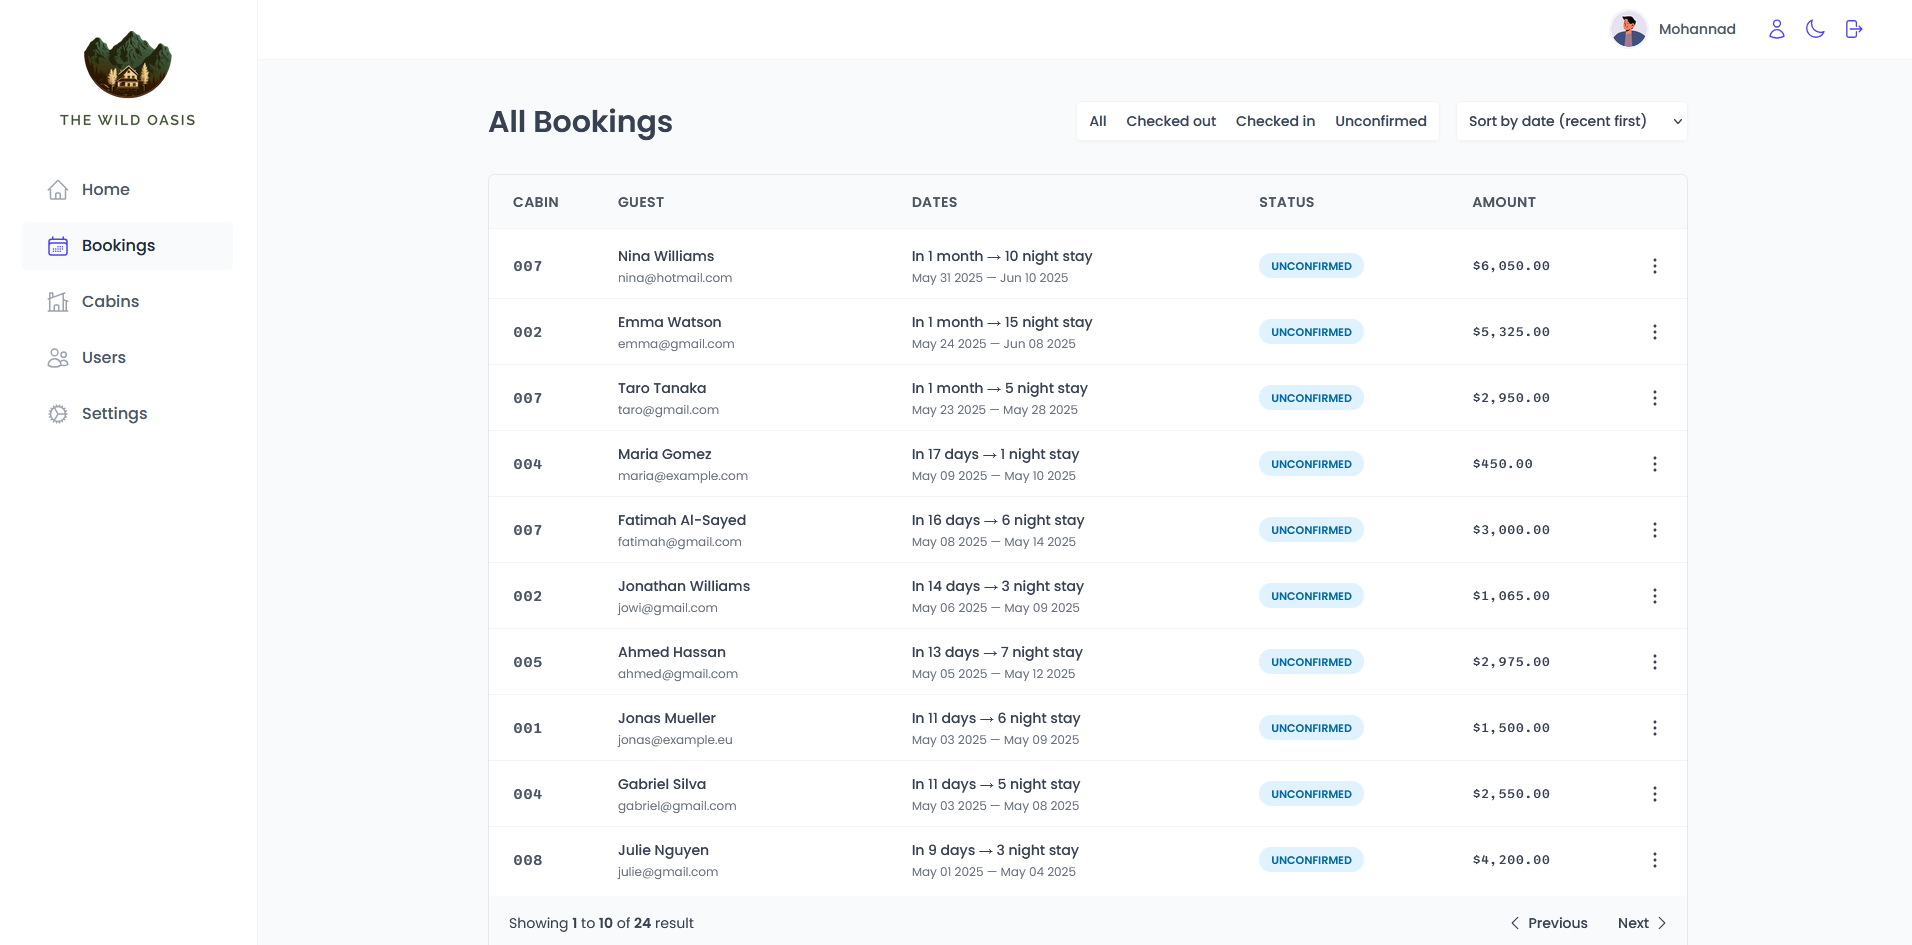 THE WILD OASIS
Mohannad
Home
Bookings
Cabins
Users
Settings
All Bookings
All Checked out Checked in Unconfirmed
Sort by date (recent first)
CABIN GUEST DATES STATUS AMOUNT
007 Nina Williams In 1 month → 10 night stay UNCONFIRMED $6,050.00
nina@hotmail.com May 31 2025 — Jun 10 2025
002 Emma Watson In 1 month → 15 night stay UNCONFIRMED $5,325.00
emma@gmail.com May 24 2025 — Jun 08 2025
007 Taro Tanaka In 1 month → 5 night stay UNCONFIRMED $2,950.00
taro@gmail.com May 23 2025 — May 28 2025
004 Maria Gomez In 17 days → 1 night stay UNCONFIRMED $450.00
maria@example.com May 09 2025 — May 10 2025
007 Fatimah Al-Sayed In 16 days → 6 night stay UNCONFIRMED $3,000.00
fatimah@gmail.com May 08 2025 — May 14 2025
002 Jonathan Williams In 14 days → 3 night stay UNCONFIRMED $1,065.00
jowi@gmail.com May 06 2025 — May 09 2025
005 Ahmed Hassan In 13 days → 7 night stay UNCONFIRMED $2,975.00
ahmed@gmail.com May 05 2025 — May 12 2025
001 Jonas Mueller In 11 days → 6 night stay UNCONFIRMED $1,500.00
jonas@example.eu May 03 2025 — May 09 2025
004 Gabriel Silva In 11 days → 5 night stay UNCONFIRMED $2,550.00
gabriel@gmail.com May 03 2025 — May 08 2025
008 Julie Nguyen In 9 days → 3 night stay UNCONFIRMED $4,200.00
julie@gmail.com May 01 2025 — May 04 2025
Showing 1 to 10 of 24 result
Previous Next